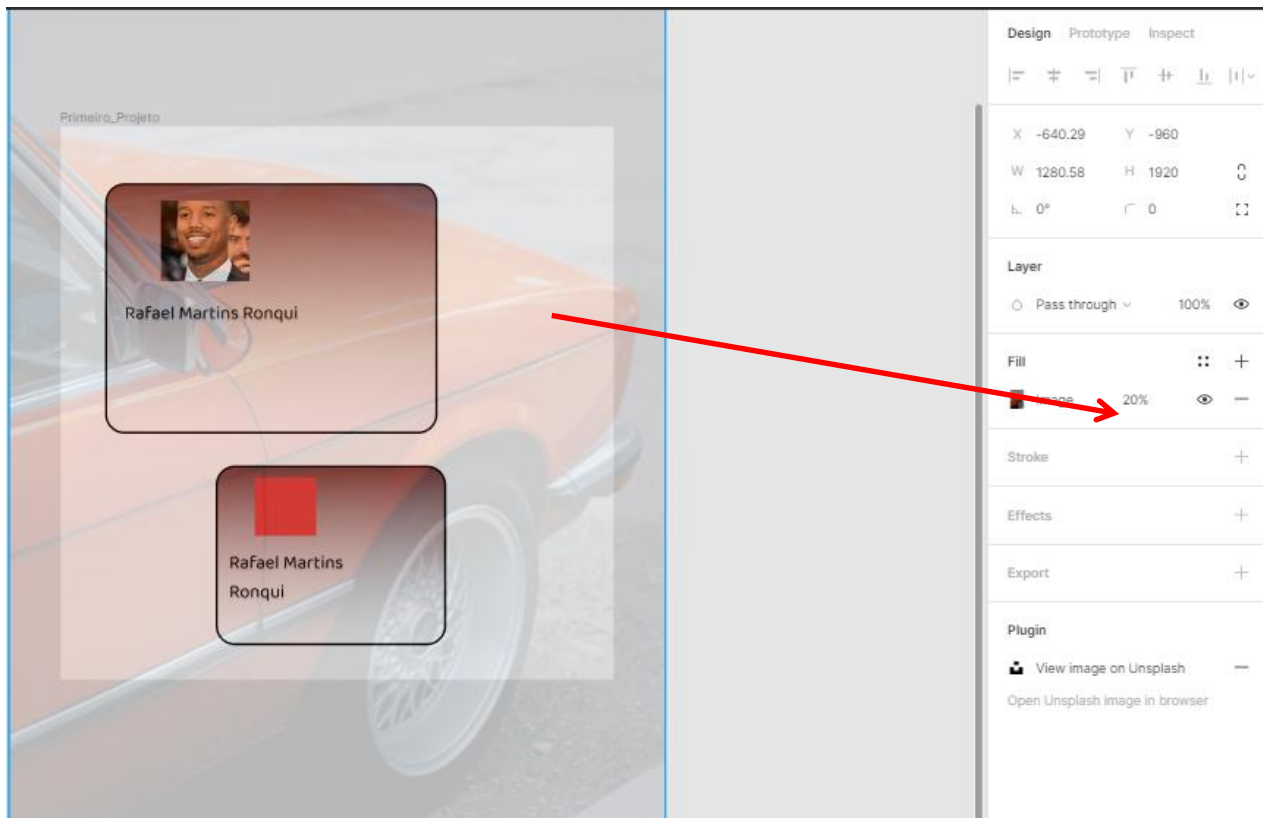 Design Prototype Inspect
Primeiro_Projeto
X -640.29 Y -960
W 1280.58 H 1920
0° 0
Layer
Pass through 100%
Rafael Martins Ronqui
Fill
Image 20%
Stroke
Effects
Rafael Martins
Ronqui
Export
Plugin
View image on Unsplash
Open Unsplash image in browser